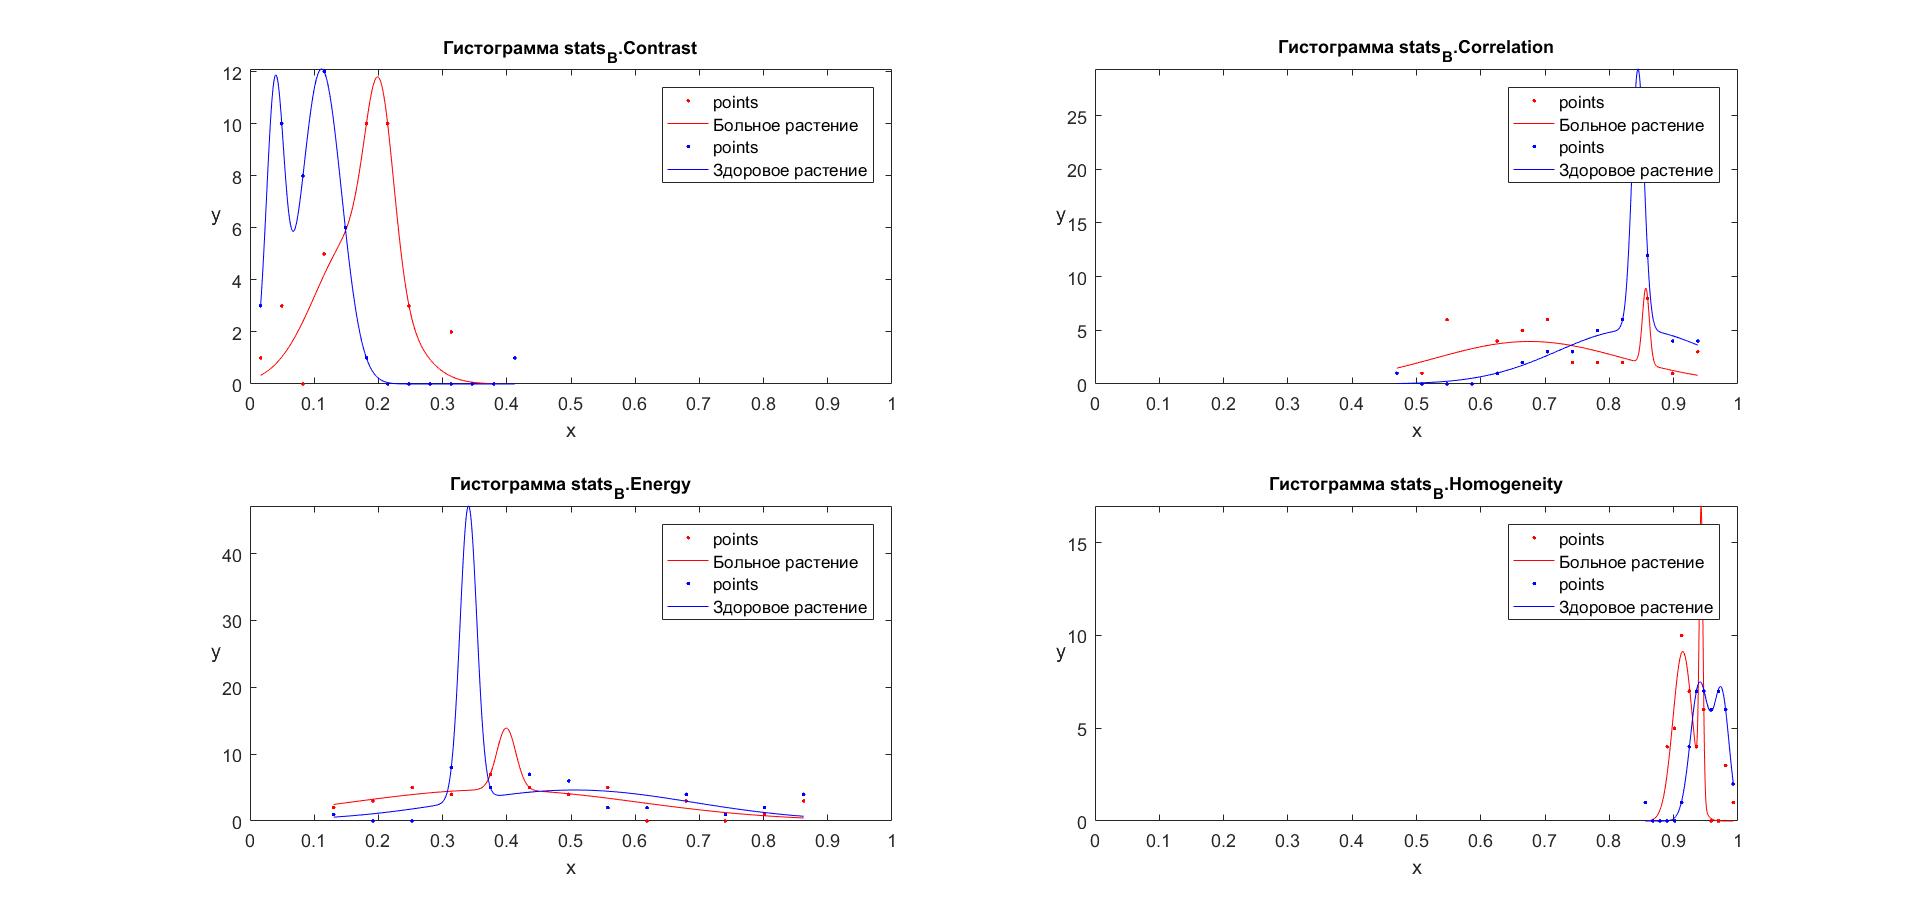 Гистограмма stats_B.Contrast
12
10
8
6
4
2
0
y
0 0.1 0.2 0.3 0.4 0.5 0.6 0.7 0.8 0.9 1
x
points
Больное растение
points
Здоровое растение
Гистограмма stats_B.Correlation
25
20
15
10
5
0
y
0 0.1 0.2 0.3 0.4 0.5 0.6 0.7 0.8 0.9 1
x
points
Больное растение
points
Здоровое растение
Гистограмма stats_B.Energy
40
30
20
10
0
y
0 0.1 0.2 0.3 0.4 0.5 0.6 0.7 0.8 0.9 1
x
points
Больное растение
points
Здоровое растение
Гистограмма stats_B.Homogeneity
15
10
5
0
y
0 0.1 0.2 0.3 0.4 0.5 0.6 0.7 0.8 0.9 1
x
points
Больное растение
points
Здоровое растение